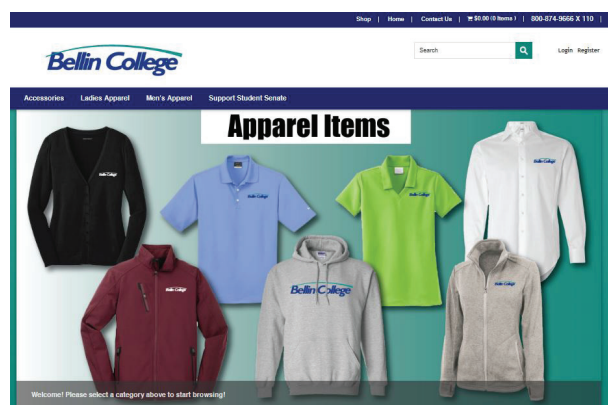 Shop | Home | Contact Us | $0.00 (0 Items) | 800-874-9666 X 110 |
Bellin College
Search
Login Register
Accessories Ladies Apparel Men's Apparel Support Student Senate
Apparel Items
Bellin College
Bellin College
Bellin College
Bellin College
Bellin College
Bellin College
Bellin College
Welcome! Please select a category above to start browsing!